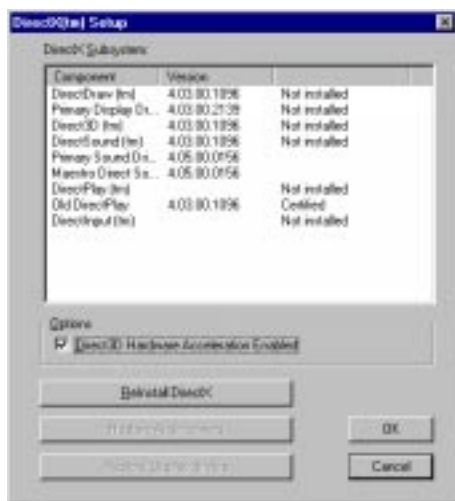 DirectX(tm) Setup
DirectX Subsystem:
Component Version
DirectDraw (tm) 4.03.00.1096 Not installed
Primary Display Dr... 4.03.00.2139 Not installed
Direct3D (tm) 4.03.00.1096 Not installed
DirectSound (tm) 4.03.00.1096 Not installed
Primary Sound Dri... 4.05.00.0156
Maestro Direct So... 4.05.00.0156
DirectPlay (tm) Not installed
Old DirectPlay 4.03.00.1096 Certified
DirectInput (tm) Not installed
Options
Direct3D Hardware Acceleration Enabled
Reinstall DirectX
OK
Cancel